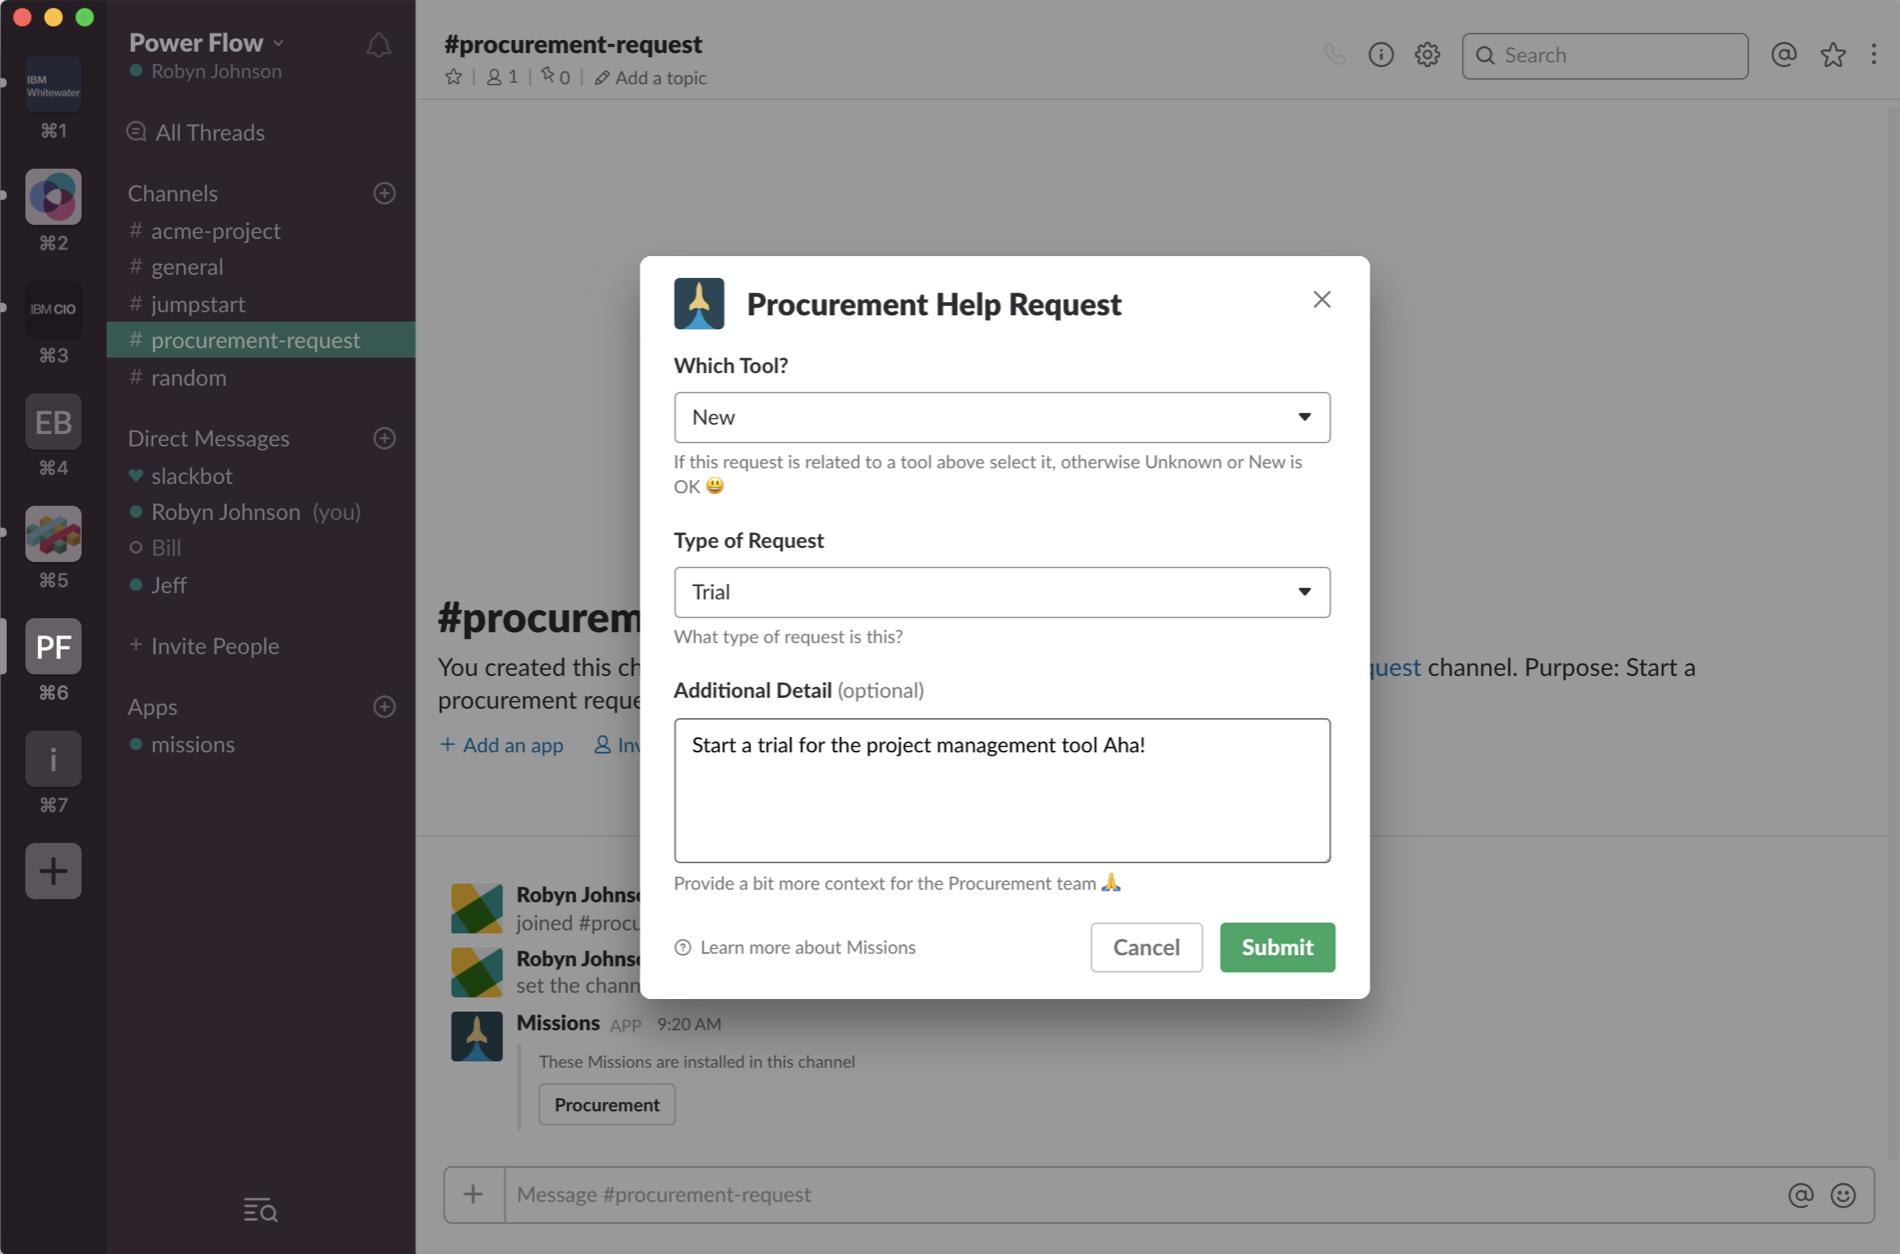 IBM
Whitewater
⌘1
⌘2
IBM CIO
⌘3
EB
⌘4
⌘5
PF
⌘6
i
⌘7
Power Flow
Robyn Johnson
All Threads
Channels
# acme-project
# general
# jumpstart
# procurement-request
# random
Direct Messages
slackbot
Robyn Johnson (you)
Bill
Jeff
+ Invite People
Apps
missions
#procurement-request
1 | 0 | Add a topic
Search
#procurem
You created this ch
quest channel. Purpose: Start a
procurement reque
+ Add an app Inv
Robyn Johns
joined #procu
Robyn Johns
set the chann
Missions APP 9:20 AM
These Missions are installed in this channel
Procurement
Message #procurement-request
Procurement Help Request
Which Tool?
New
If this request is related to a tool above select it, otherwise Unknown or New is
OK 😃
Type of Request
Trial
What type of request is this?
Additional Detail (optional)
Start a trial for the project management tool Aha!
Provide a bit more context for the Procurement team 🙏
Learn more about Missions
Cancel
Submit